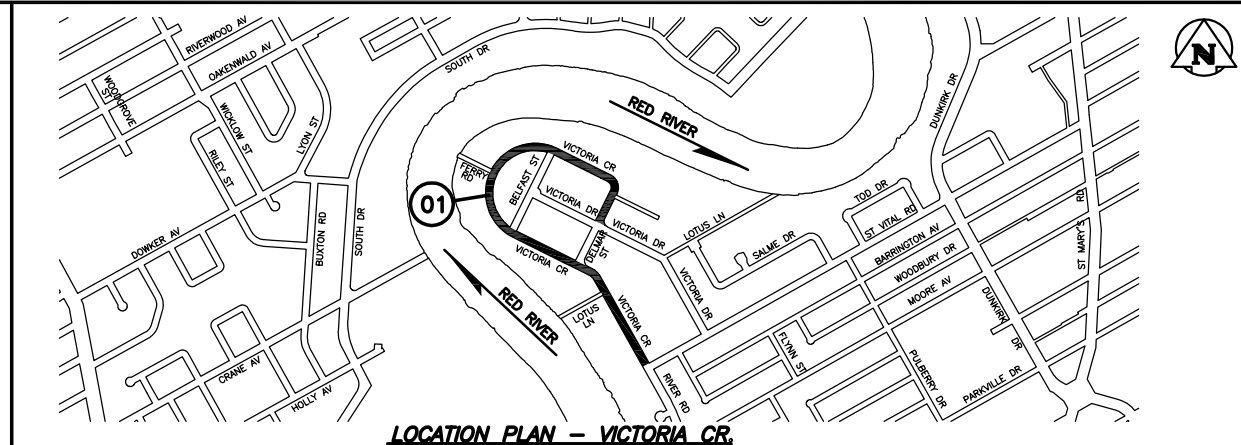 RIVERWOOD AV
OAKENWALD AV
WOODGROVE
ST
WICKLOW ST
LYON ST
RILEY ST
SOUTH DR
DOWKER AV
BUXTON RD
SOUTH DR
CRANE AV
HOLLY AV
RED RIVER
DUNKIRK DR
N
01
FERRY
RD
BELFAST ST
VICTORIA CR
VICTORIA DR
VICTORIA DR
DELMAR
ST
VICTORIA CR
LOTUS LN
SALME DR
TOD DR
ST VITAL RD
BARRINGTON AV
WOODBURY DR
MOORE AV
ST MARY'S RD
RED RIVER
LOTUS
LN
VICTORIA CR
VICTORIA DR
RIVER RD
FLYNN ST
PULBERRY DR
DUNKIRK DR
PARKVILLE DR
LOCATION PLAN – VICTORIA CR.